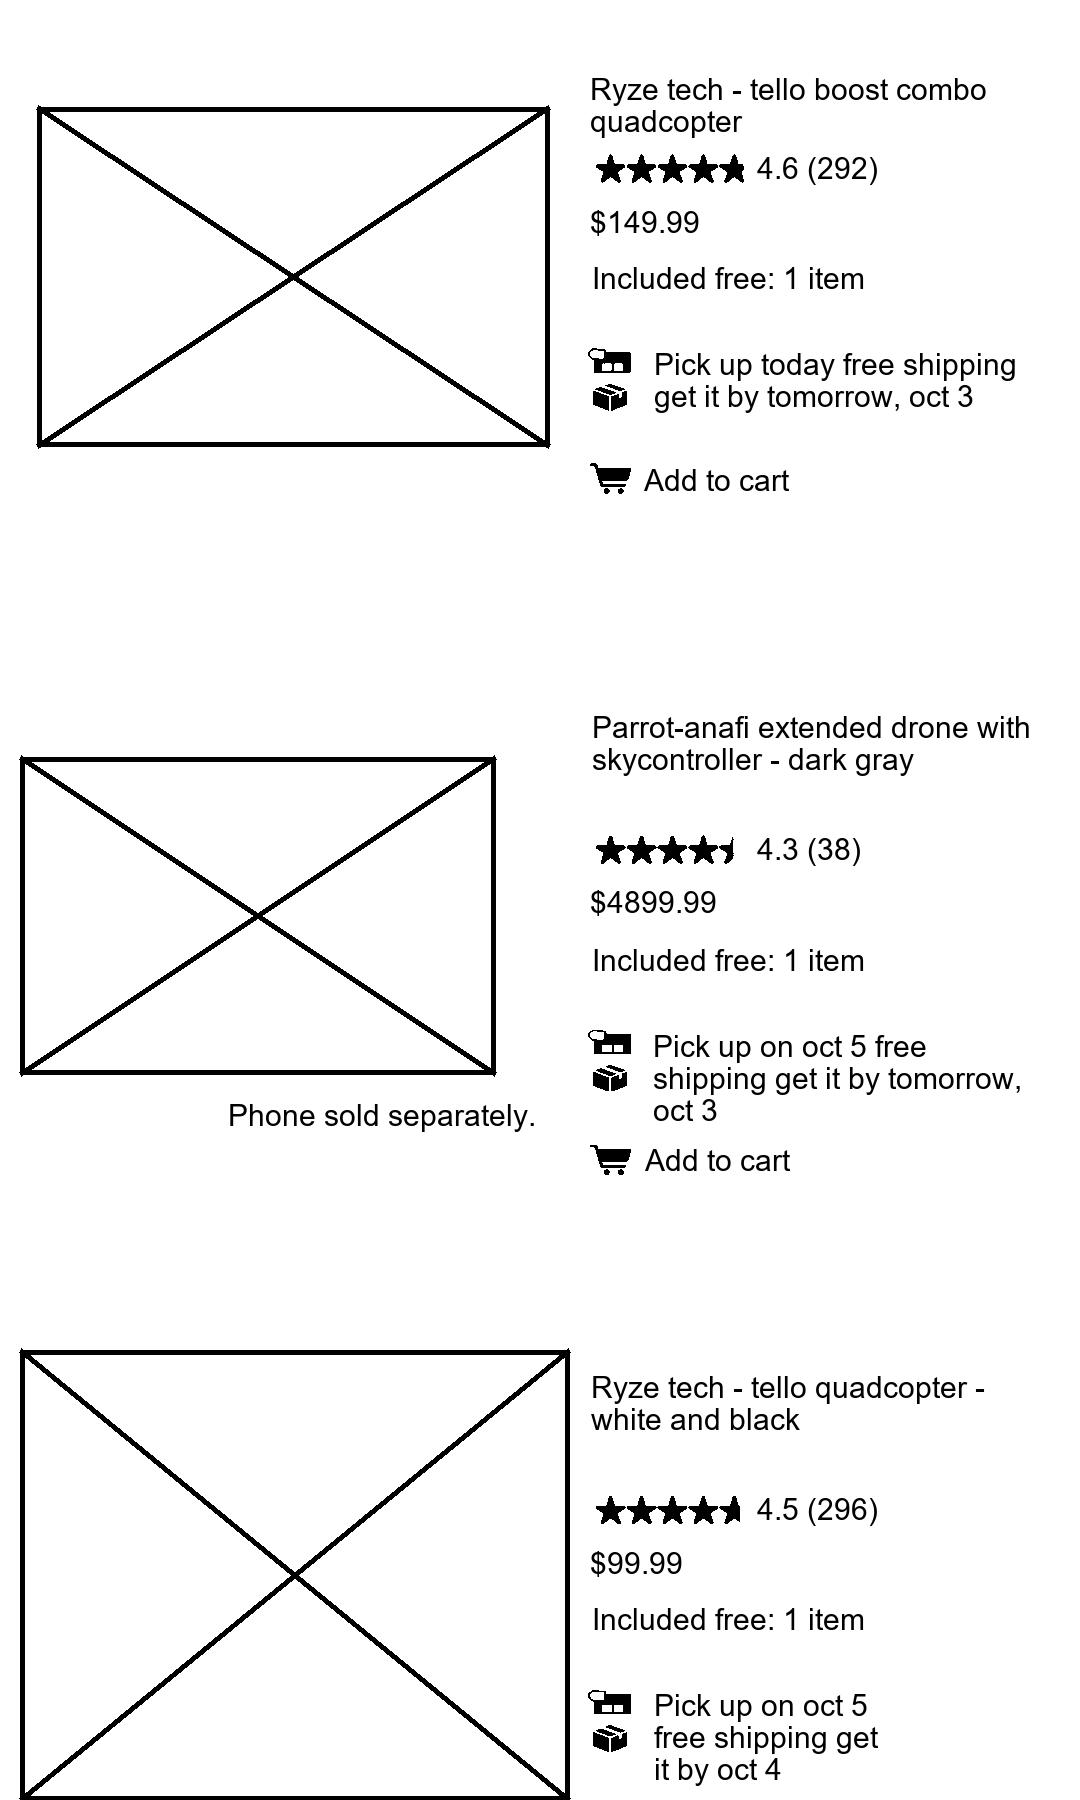 Ryze tech - tello boost combo
quadcopter
4.6 (292)
$149.99
Included free: 1 item
Pick up today free shipping
get it by tomorrow, oct 3
Add to cart
Parrot-anafi extended drone with
skycontroller - dark gray
4.3 (38)
$4899.99
Included free: 1 item
Pick up on oct 5 free
shipping get it by tomorrow,
oct 3
Phone sold separately.
Add to cart
Ryze tech - tello quadcopter -
white and black
4.5 (296)
$99.99
Included free: 1 item
Pick up on oct 5
free shipping get
it by oct 4